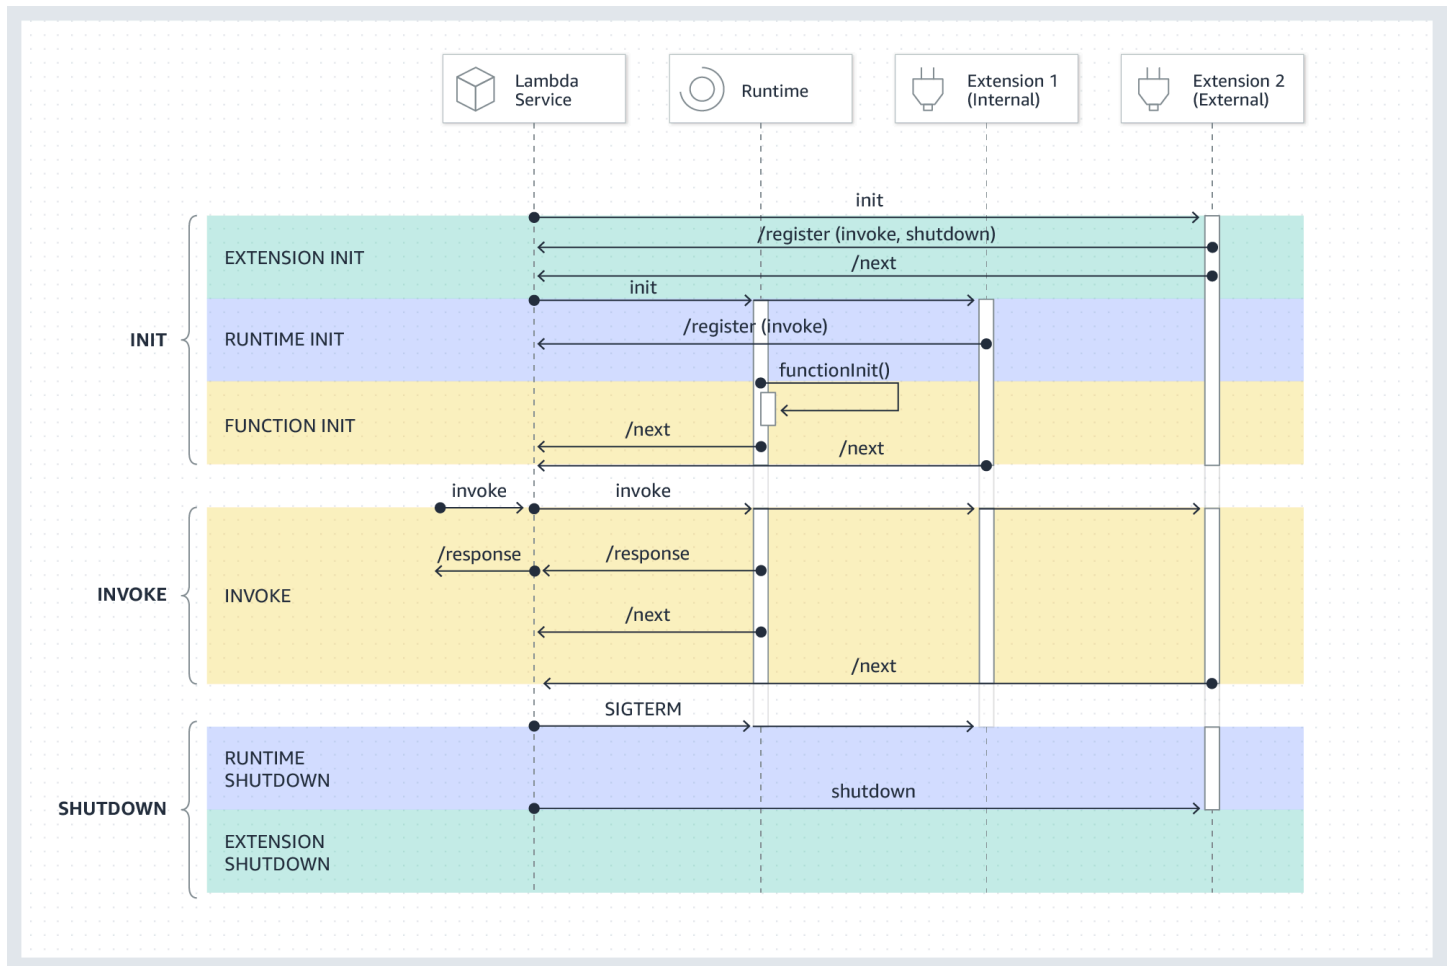 Lambda
Service
Runtime
Extension 1
(Internal)
Extension 2
(External)
init
/register (invoke, shutdown)
EXTENSION INIT
/next
init
/register (invoke)
INIT
RUNTIME INIT
functionInit()
FUNCTION INIT
/next
/next
invoke
invoke
/response
/response
INVOKE
INVOKE
/next
/next
SIGTERM
RUNTIME
SHUTDOWN
shutdown
SHUTDOWN
EXTENSION
SHUTDOWN